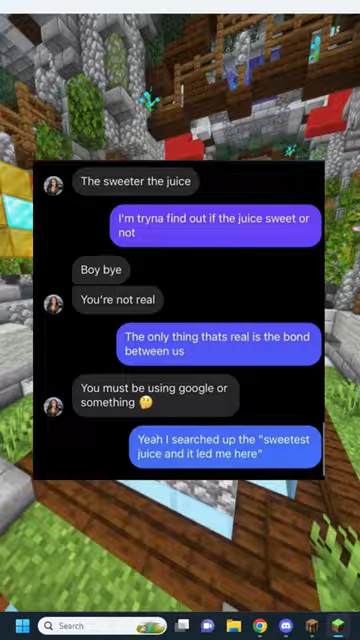 The sweeter the juice
I'm tryna find out if the juice sweet or
not
Boy bye
You're not real
The only thing thats real is the bond
between us
You must be using google or
something 🤔
Yeah I searched up the "sweetest
juice and it led me here"
Search